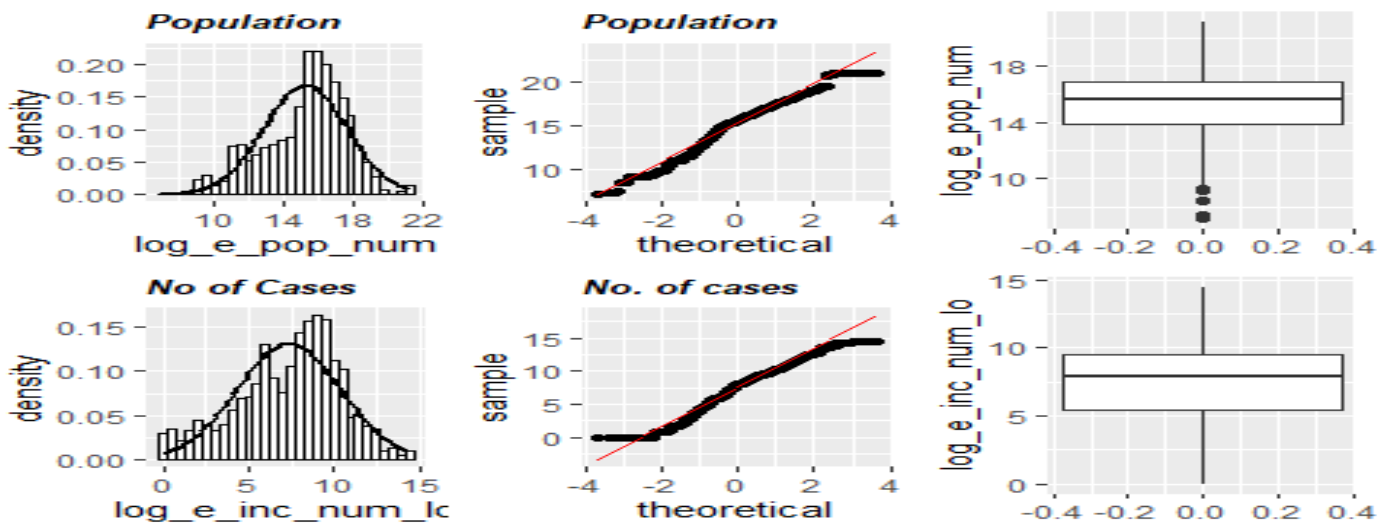 Population
density
0.20
0.15
0.10
0.05
0.00
10 14 18 22
log_e_pop_num
Population
sample
20
15
10
-4 -2 0 2 4
theoretical
log_e_pop_num
18
14
10
-0.4 -0.2 0.0 0.2 0.4
No of Cases
density
0.15
0.10
0.05
0.00
0 5 10 15
log_e_inc_num_lo
No. of cases
sample
15
10
5
0
-4 -2 0 2 4
theoretical
log_e_inc_num_lo
15
10
5
0
-0.4 -0.2 0.0 0.2 0.4